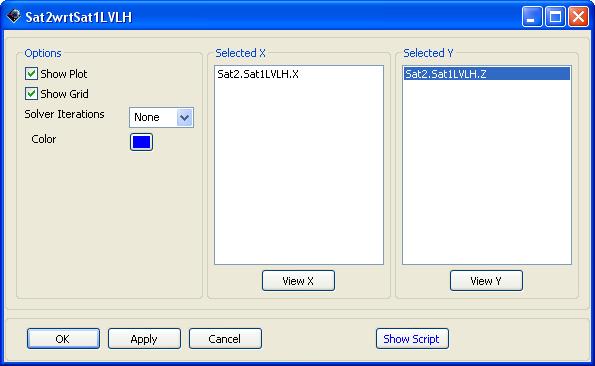 Sat2wrtSat1LVLH
Options
Show Plot
Show Grid
Solver Iterations None
Color
Selected X
Sat2.Sat1LVLH.X
View X
Selected Y
Sat2.Sat1LVLH.Z
View Y
OK Apply Cancel Show Script